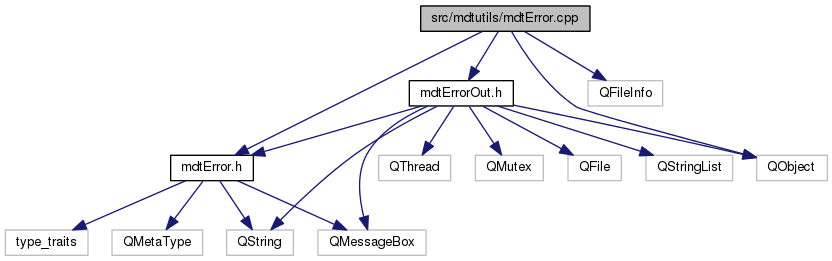 src/mdtutils/mdtError.cpp
mdtErrorOut.h
QFileInfo
mdtError.h
QThread
QMutex
QFile
QStringList
QObject
type_traits
QMetaType
QString
QMessageBox